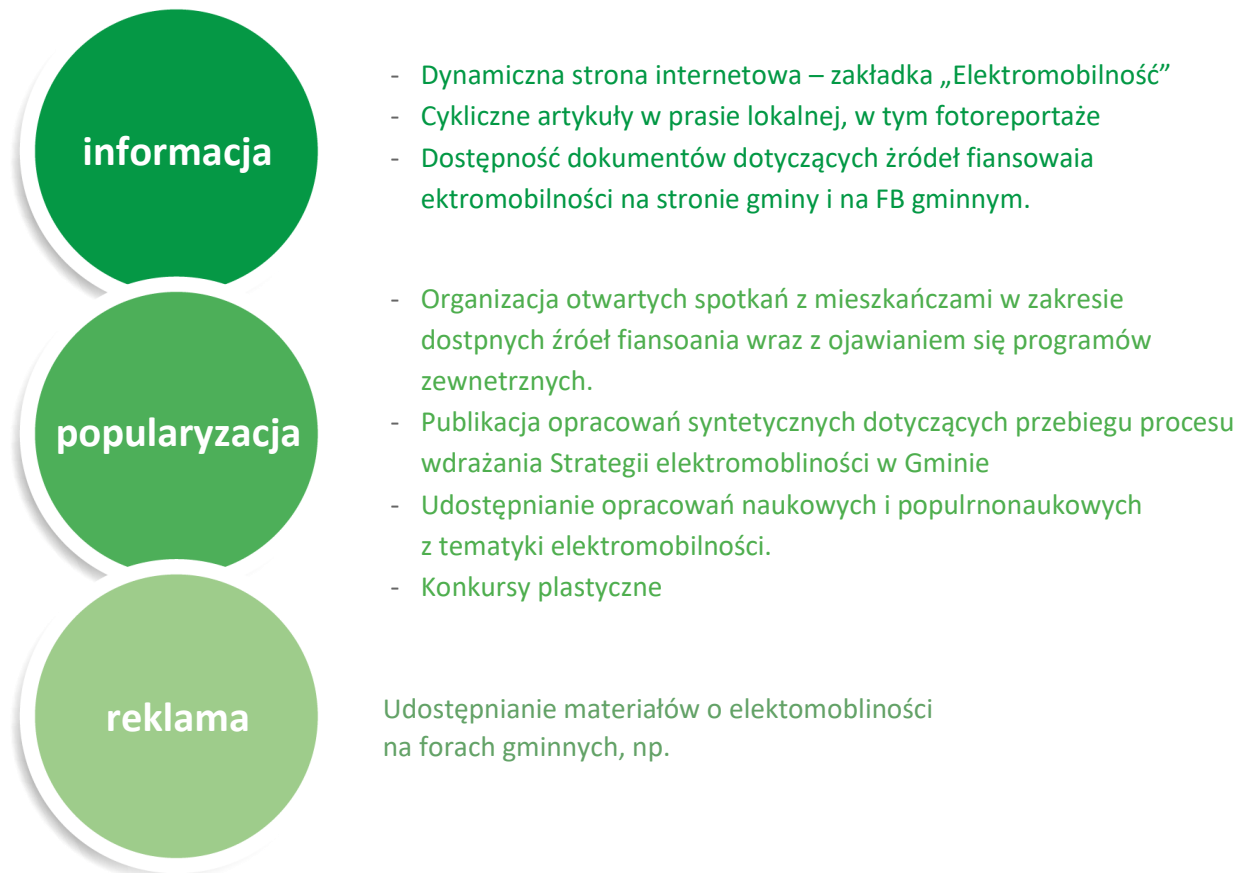 informacja
- Dynamiczna strona internetowa – zakładka „Elektromobilność”
- Cykliczne artykuły w prasie lokalnej, w tym fotoreportaże
- Dostępność dokumentów dotyczących żródeł fiansowaia
ektromobilności na stronie gminy i na FB gminnym.
popularyzacja
- Organizacja otwartych spotkań z mieszkańczami w zakresie
dostpnych źróeł fiansoania wraz z ojawianiem się programów
zewnetrznych.
- Publikacja opracowań syntetycznych dotyczących przebiegu procesu
wdrażania Strategii elektromobliności w Gminie
- Udostępnianie opracowań naukowych i populrnonaukowych
z tematyki elektromobilności.
- Konkursy plastyczne
reklama
Udostępnianie materiałów o elektomobliności
na forach gminnych, np.